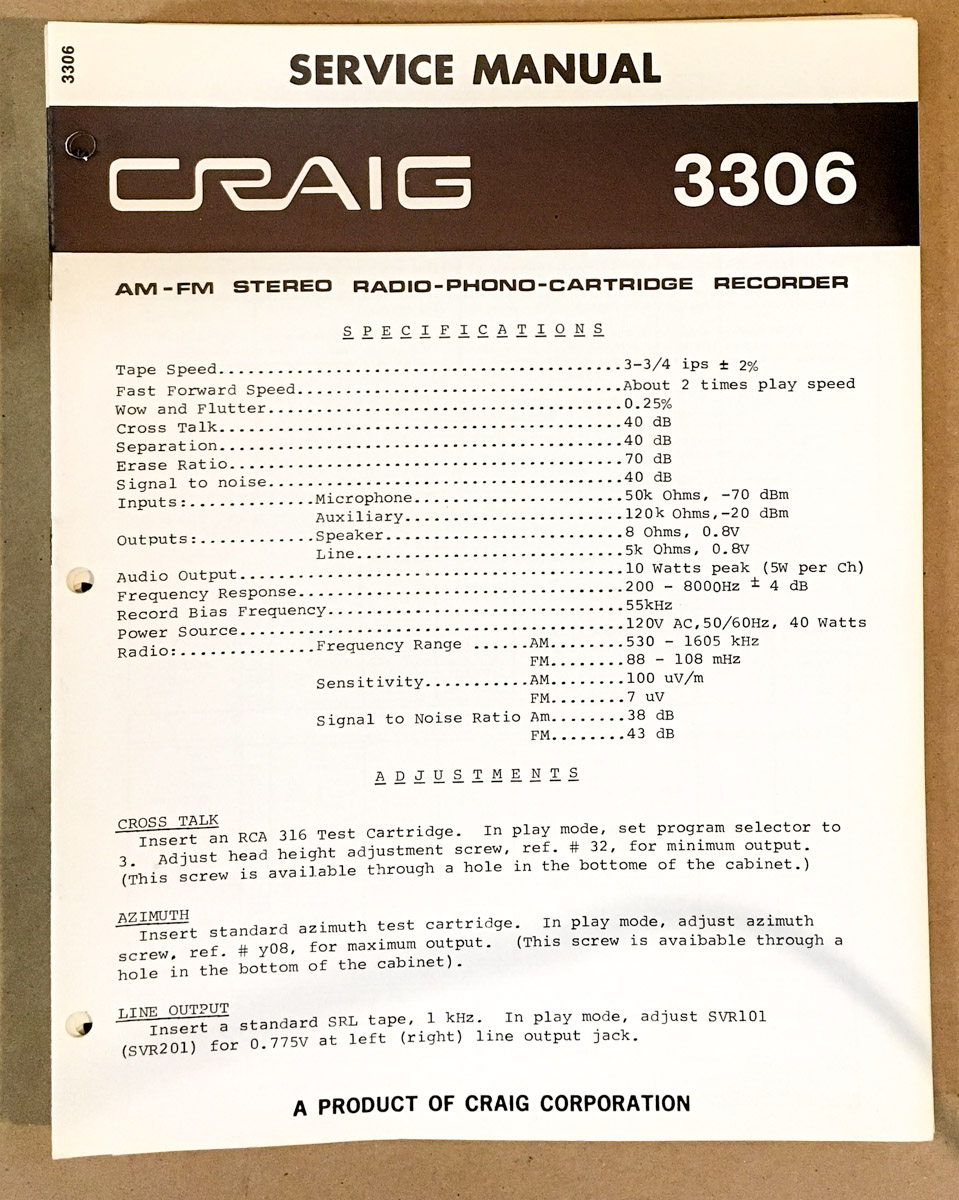 3306
SERVICE MANUAL
CRAIG 3306
AM-FM STEREO RADIO-PHONO-CARTRIDGE RECORDER
SPECIFICATIONS
Tape Speed..........................................3-3/4 ips ± 2%
Fast Forward Speed..................................About 2 times play speed
Wow and Flutter.....................................0.25%
Cross Talk..........................................40 dB
Separation..........................................40 dB
Erase Ratio.........................................70 dB
Signal to noise.....................................40 dB
Inputs:.............Microphone......................50k Ohms, -70 dBm
Auxiliary.......................120k Ohms,-20 dBm
Outputs:............Speaker.........................8 Ohms, 0.8V
Line............................5k Ohms, 0.8V
Audio Output........................................10 Watts peak (5W per Ch)
Frequency Response..................................200 - 8000Hz ± 4 dB
Record Bias Frequency...............................55kHz
Power Source........................................120V AC,50/60Hz, 40 Watts
Radio:..............Frequency Range ......AM........530 - 1605 kHz
FM........88 - 108 mHz
Sensitivity...........AM........100 uV/m
FM........7 uV
Signal to Noise Ratio Am........38 dB
FM........43 dB
ADJUSTMENTS
CROSS TALK
Insert an RCA 316 Test Cartridge. In play mode, set program selector to
3. Adjust head height adjustment screw, ref. # 32, for minimum output.
(This screw is available through a hole in the bottome of the cabinet.)
AZIMUTH
Insert standard azimuth test cartridge. In play mode, adjust azimuth
screw, ref. # y08, for maximum output. (This screw is avaibable through a
hole in the bottom of the cabinet).
LINE OUTPUT
Insert a standard SRL tape, 1 kHz. In play mode, adjust SVR101
(SVR201) for 0.775V at left (right) line output jack.
A PRODUCT OF CRAIG CORPORATION